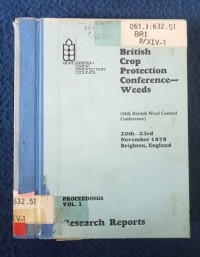 061.3:632.51
BRI
P/XIV-1
BRITISH
CROP
PROTECTION
COUNCIL
British
Crop
Protection
Conference—
Weeds
(14th British Weed Control
Conference)
20th—23rd
November 1978
Brighton, England
PROCEEDINGS
VOL. 1
632.51
V-1
Research Reports